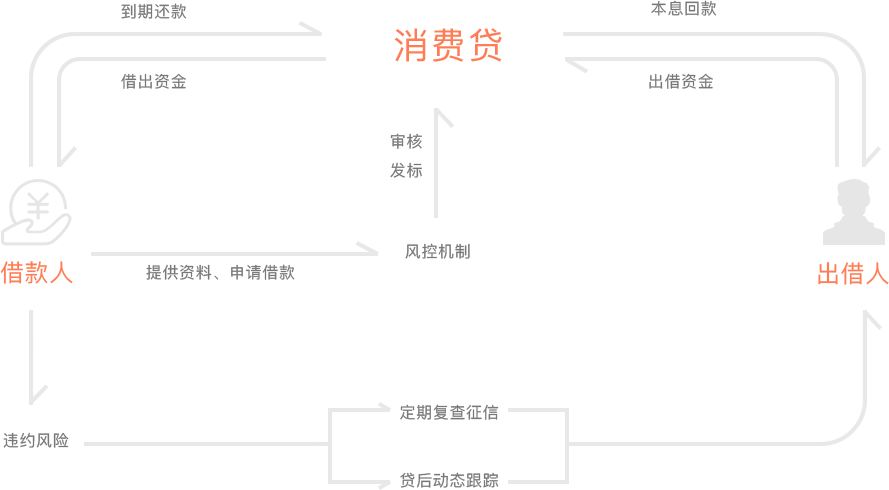 到期还款
本息回款
消费贷
借出资金
出借资金
审核
发标
风控机制
借款人
提供资料、申请借款
出借人
定期复查征信
违约风险
贷后动态跟踪